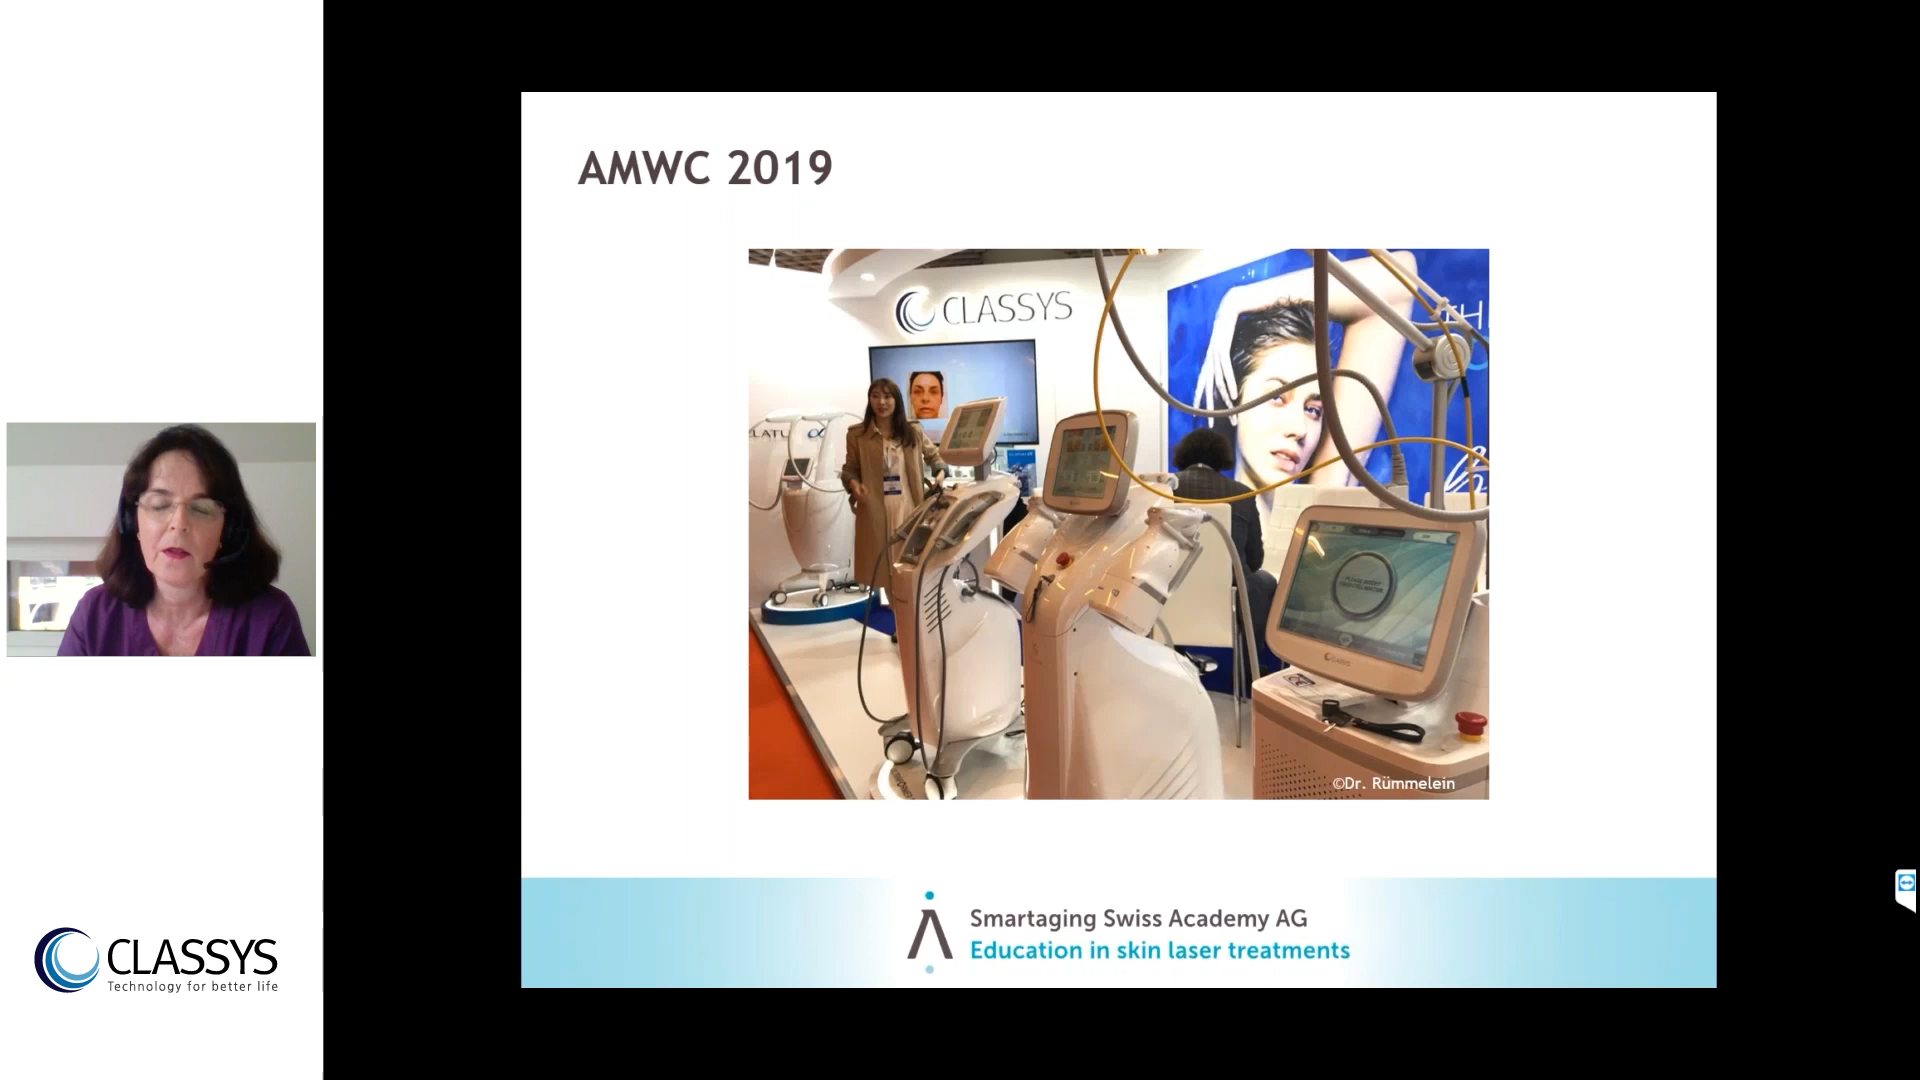 AMWC 2019
CLASSYS
CLASSYS
©Dr. Rümmelein
Smartaging Swiss Academy AG
Education in skin laser treatments
CLASSYS
Technology for better life